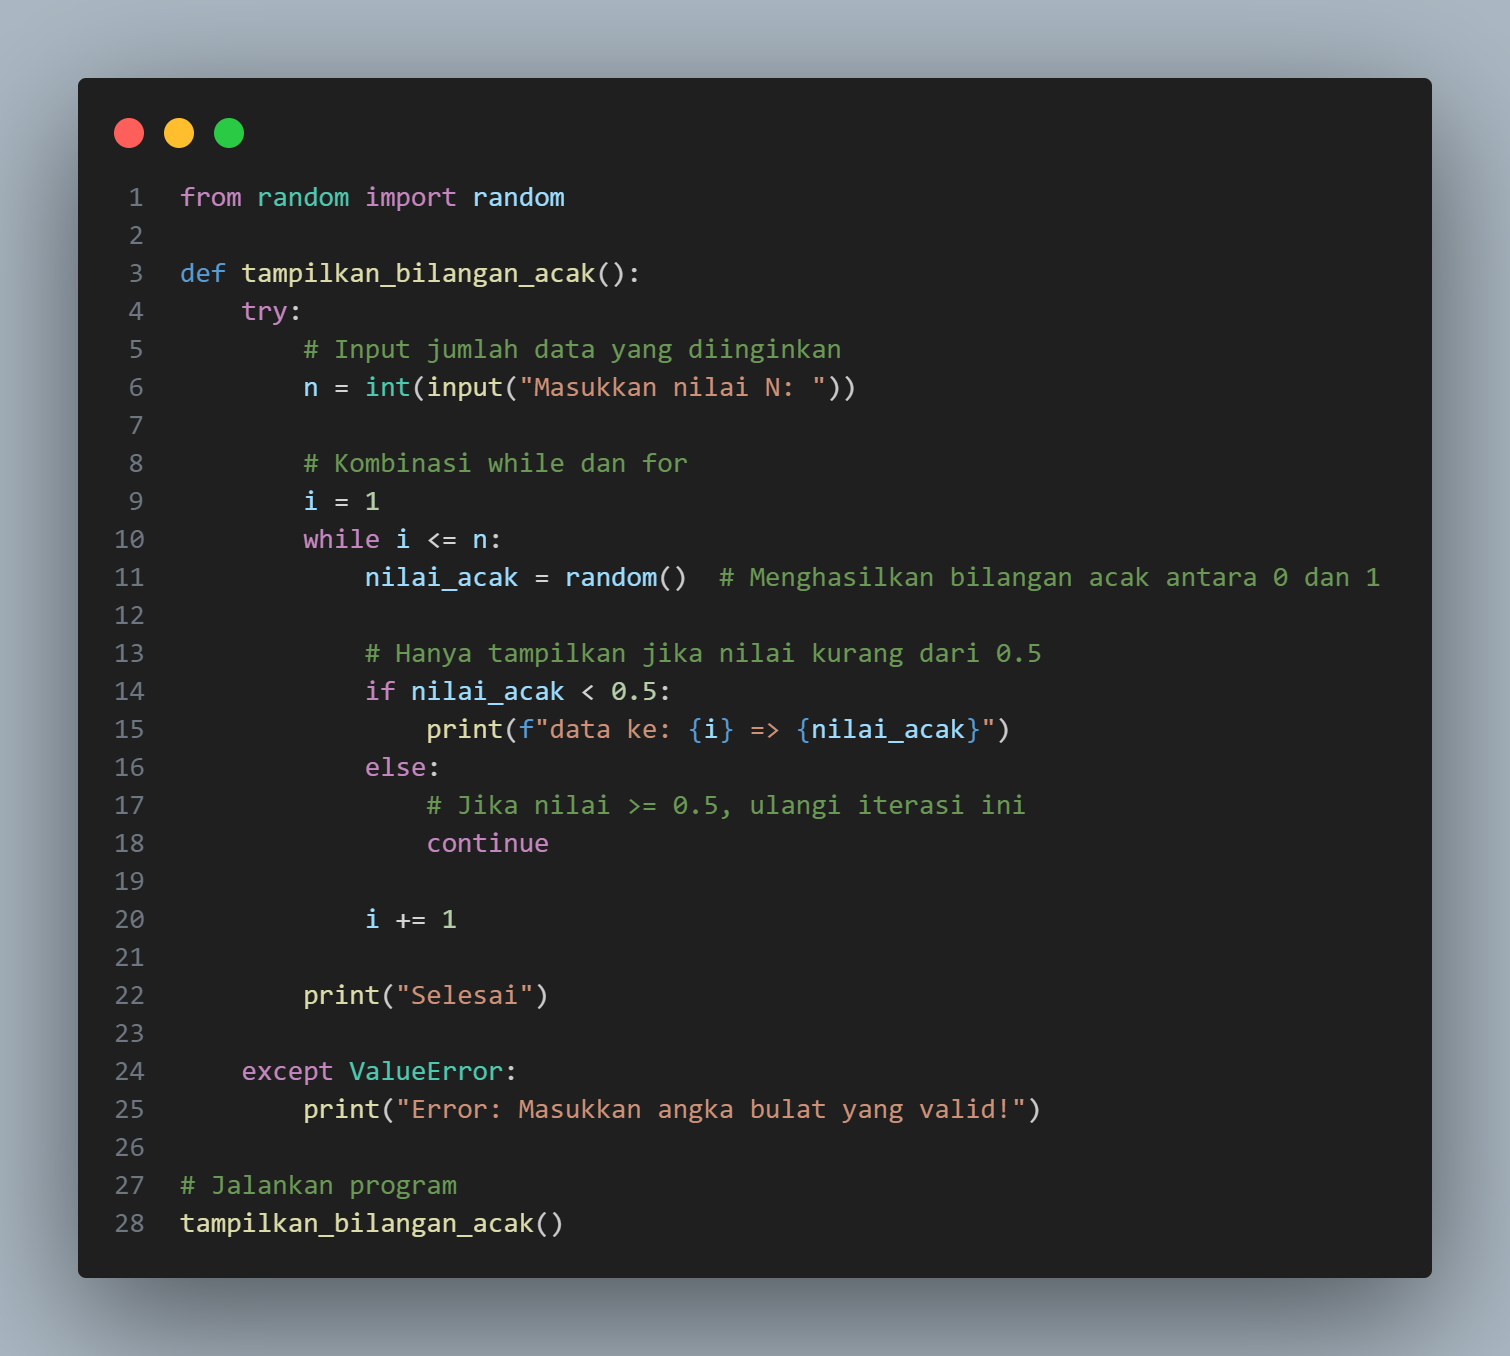 1 from random import random
2
3 def tampilkan_bilangan_acak():
4     try:
5         # Input jumlah data yang diinginkan
6         n = int(input("Masukkan nilai N: "))
7
8         # Kombinasi while dan for
9         i = 1
10         while i <= n:
11             nilai_acak = random()  # Menghasilkan bilangan acak antara 0 dan 1
12
13             # Hanya tampilkan jika nilai kurang dari 0.5
14             if nilai_acak < 0.5:
15                 print(f"data ke: {i} => {nilai_acak}")
16             else:
17                 # Jika nilai >= 0.5, ulangi iterasi ini
18                 continue
19
20             i += 1
21
22         print("Selesai")
23
24     except ValueError:
25         print("Error: Masukkan angka bulat yang valid!")
26
27 # Jalankan program
28 tampilkan_bilangan_acak()